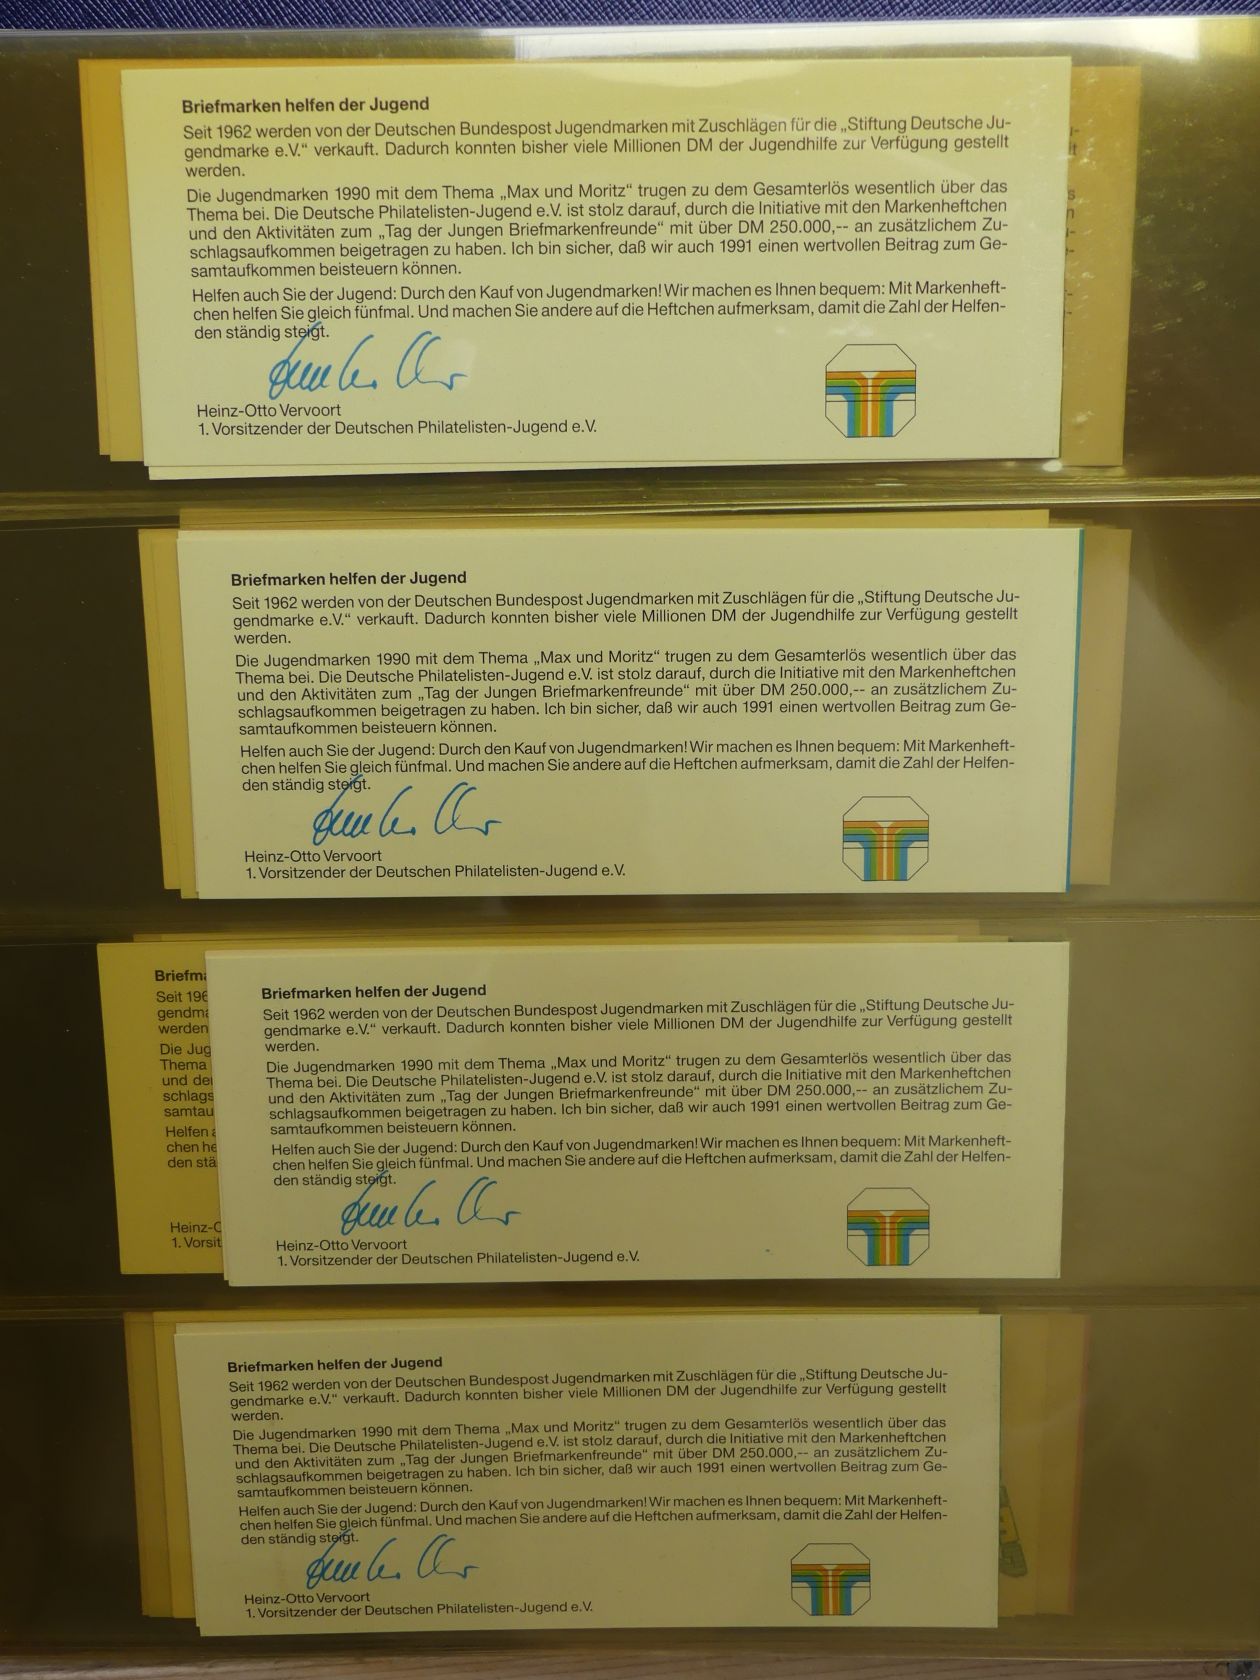 Briefmarken helfen der Jugend
Seit 1962 werden von der Deutschen Bundespost Jugendmarken mit Zuschlägen für die „Stiftung Deutsche Ju-
gendmarke e.V.“ verkauft. Dadurch konnten bisher viele Millionen DM der Jugendhilfe zur Verfügung gestellt
werden.
Die Jugendmarken 1990 mit dem Thema „Max und Moritz“ trugen zu dem Gesamterlös wesentlich über das
Thema bei. Die Deutsche Philatelisten-Jugend e.V. ist stolz darauf, durch die Initiative mit den Markenheftchen
und den Aktivitäten zum „Tag der Jungen Briefmarkenfreunde“ mit über DM 250.000,-- an zusätzlichem Zu-
schlagsaufkommen beigetragen zu haben. Ich bin sicher, daß wir auch 1991 einen wertvollen Beitrag zum Ge-
samtaufkommen beisteuern können.
Helfen auch Sie der Jugend: Durch den Kauf von Jugendmarken! Wir machen es Ihnen bequem: Mit Markenheft-
chen helfen Sie gleich fünfmal. Und machen Sie andere auf die Heftchen aufmerksam, damit die Zahl der Helfen-
den ständig steigt.
Heinz-Otto Vervoort
1. Vorsitzender der Deutschen Philatelisten-Jugend e.V.
Briefmarken helfen der Jugend
Seit 1962 werden von der Deutschen Bundespost Jugendmarken mit Zuschlägen für die „Stiftung Deutsche Ju-
gendmarke e.V.“ verkauft. Dadurch konnten bisher viele Millionen DM der Jugendhilfe zur Verfügung gestellt
werden.
Die Jugendmarken 1990 mit dem Thema „Max und Moritz“ trugen zu dem Gesamterlös wesentlich über das
Thema bei. Die Deutsche Philatelisten-Jugend e.V. ist stolz darauf, durch die Initiative mit den Markenheftchen
und den Aktivitäten zum „Tag der Jungen Briefmarkenfreunde“ mit über DM 250.000,-- an zusätzlichem Zu-
schlagsaufkommen beigetragen zu haben. Ich bin sicher, daß wir auch 1991 einen wertvollen Beitrag zum Ge-
samtaufkommen beisteuern können.
Helfen auch Sie der Jugend: Durch den Kauf von Jugendmarken! Wir machen es Ihnen bequem: Mit Markenheft-
chen helfen Sie gleich fünfmal. Und machen Sie andere auf die Heftchen aufmerksam, damit die Zahl der Helfen-
den ständig steigt.
Heinz-Otto Vervoort
1. Vorsitzender der Deutschen Philatelisten-Jugend e.V.
Briefm
Seit 196
gendma
werden
Die Jug
Thema
und de
schlags
samtau
Helfen
chen he
den stä
Heinz-O
1. Vorsit
Briefmarken helfen der Jugend
Seit 1962 werden von der Deutschen Bundespost Jugendmarken mit Zuschlägen für die „Stiftung Deutsche Ju-
gendmarke e.V.“ verkauft. Dadurch konnten bisher viele Millionen DM der Jugendhilfe zur Verfügung gestellt
werden.
Die Jugendmarken 1990 mit dem Thema „Max und Moritz“ trugen zu dem Gesamterlös wesentlich über das
Thema bei. Die Deutsche Philatelisten-Jugend e.V. ist stolz darauf, durch die Initiative mit den Markenheftchen
und den Aktivitäten zum „Tag der Jungen Briefmarkenfreunde“ mit über DM 250.000,-- an zusätzlichem Zu-
schlagsaufkommen beigetragen zu haben. Ich bin sicher, daß wir auch 1991 einen wertvollen Beitrag zum Ge-
samtaufkommen beisteuern können.
Helfen auch Sie der Jugend: Durch den Kauf von Jugendmarken! Wir machen es Ihnen bequem: Mit Markenheft-
chen helfen Sie gleich fünfmal. Und machen Sie andere auf die Heftchen aufmerksam, damit die Zahl der Helfen-
den ständig steigt.
Heinz-Otto Vervoort
1. Vorsitzender der Deutschen Philatelisten-Jugend e.V.
Briefmarken helfen der Jugend
Seit 1962 werden von der Deutschen Bundespost Jugendmarken mit Zuschlägen für die „Stiftung Deutsche Ju-
gendmarke e.V.“ verkauft. Dadurch konnten bisher viele Millionen DM der Jugendhilfe zur Verfügung gestellt
werden.
Die Jugendmarken 1990 mit dem Thema „Max und Moritz“ trugen zu dem Gesamterlös wesentlich über das
Thema bei. Die Deutsche Philatelisten-Jugend e.V. ist stolz darauf, durch die Initiative mit den Markenheftchen
und den Aktivitäten zum „Tag der Jungen Briefmarkenfreunde“ mit über DM 250.000,-- an zusätzlichem Zu-
schlagsaufkommen beigetragen zu haben. Ich bin sicher, daß wir auch 1991 einen wertvollen Beitrag zum Ge-
samtaufkommen beisteuern können.
Helfen auch Sie der Jugend: Durch den Kauf von Jugendmarken! Wir machen es Ihnen bequem: Mit Markenheft-
chen helfen Sie gleich fünfmal. Und machen Sie andere auf die Heftchen aufmerksam, damit die Zahl der Helfen-
den ständig steigt.
Heinz-Otto Vervoort
1. Vorsitzender der Deutschen Philatelisten-Jugend e.V.